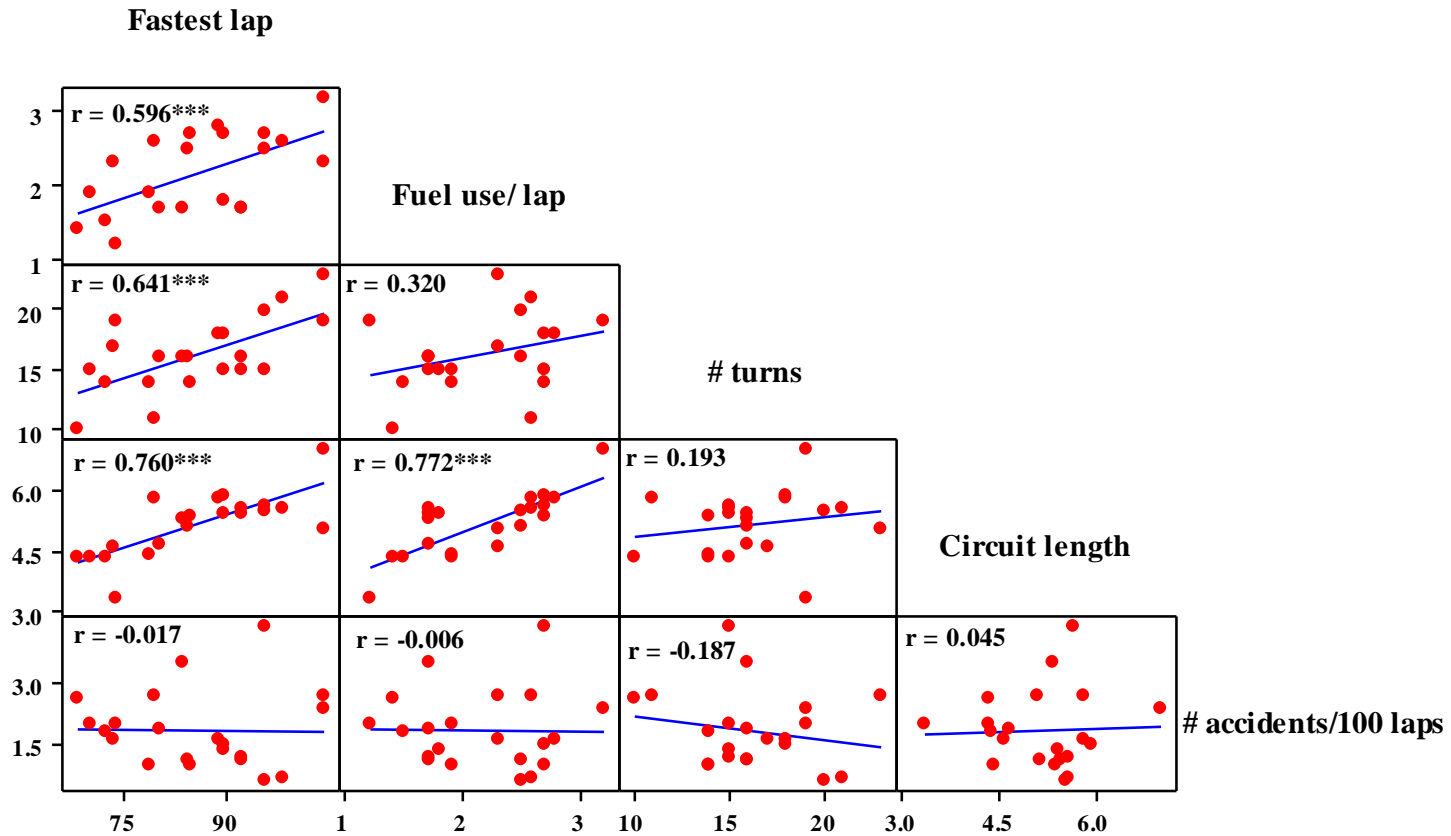 Fastest lap
r = 0.596***
3
2
1
Fuel use/ lap
r = 0.641***
r = 0.320
20
15
10
# turns
r = 0.760***
r = 0.772***
r = 0.193
6.0
4.5
3.0
Circuit length
r = -0.017
r = -0.006
r = -0.187
r = 0.045
3.0
1.5
# accidents/100 laps
75 90 1 2 3 10 15 20 3.0 4.5 6.0